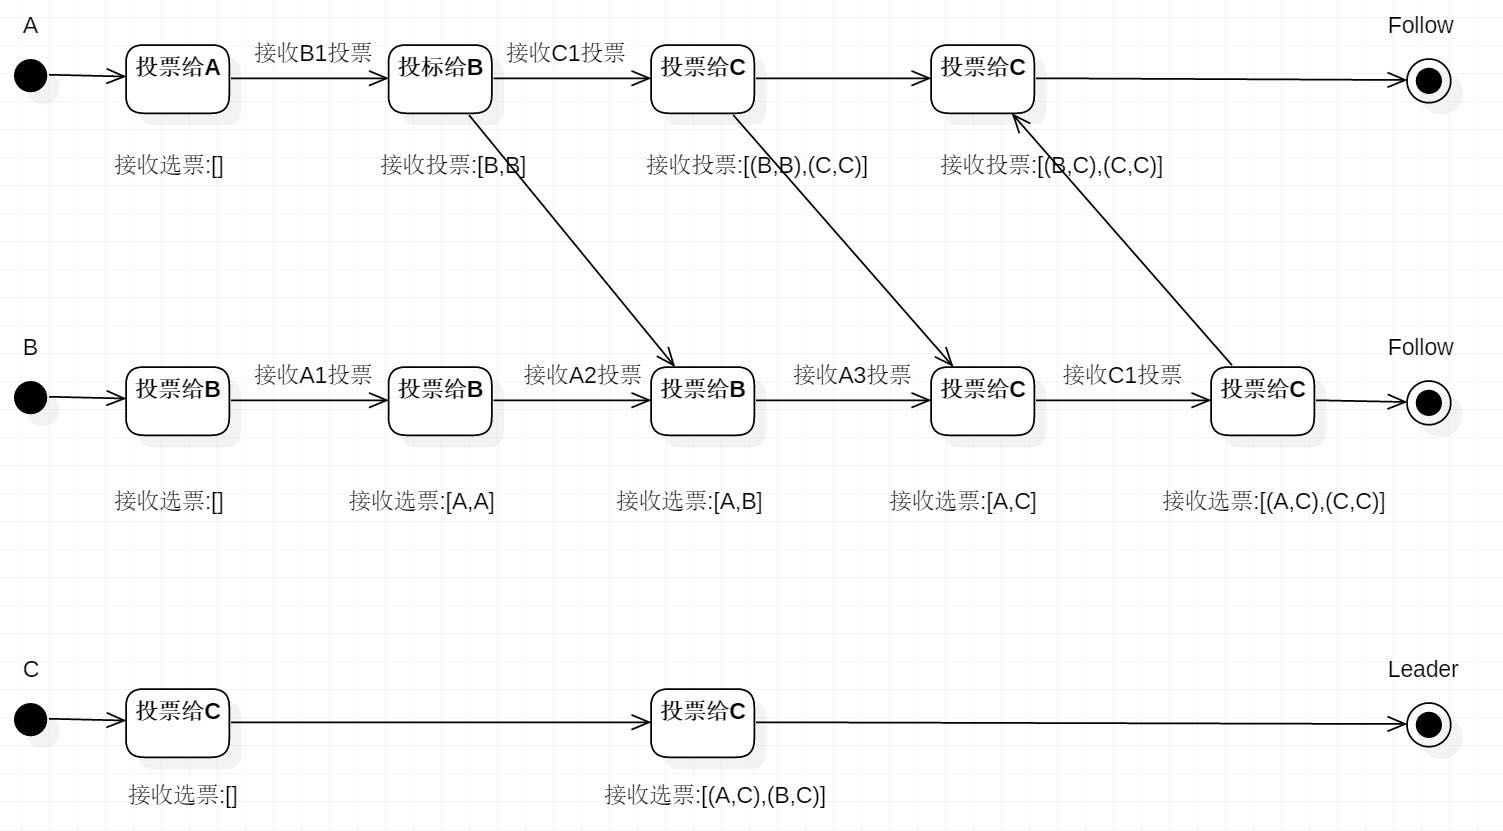 A
Follow
接收B1投票
接收C1投票
投票给A
投标给B
投票给C
投票给C
接收选票:[]
接收投票:[B,B]
接收投票:[(B,B),(C,C)]
接收投票:[(B,C),(C,C)]
B
Follow
接收A1投票
接收A2投票
接收A3投票
接收C1投票
投票给B
投票给B
投票给B
投票给C
投票给C
接收选票:[]
接收选票:[A,A]
接收选票:[A,B]
接收选票:[A,C]
接收选票:[(A,C),(C,C)]
C
Leader
投票给C
投票给C
接收选票:[]
接收选票:[(A,C),(B,C)]